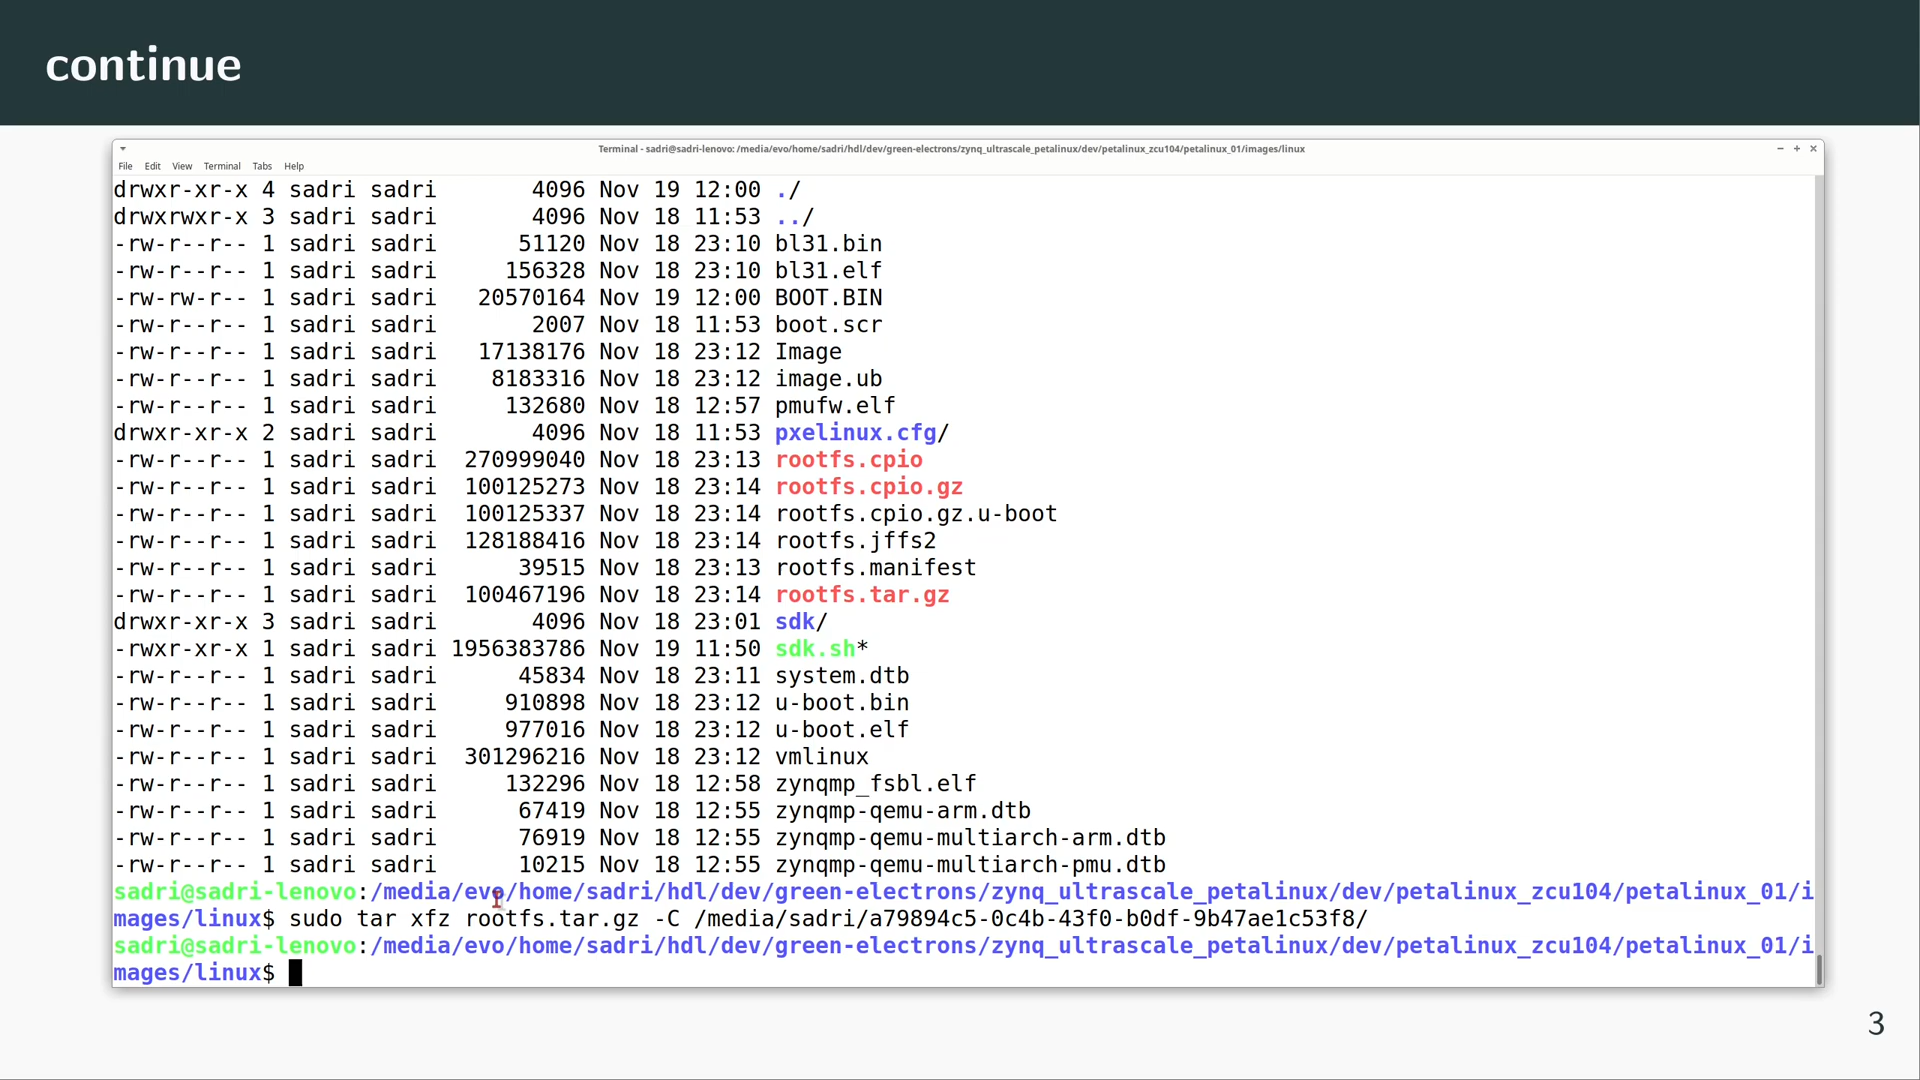 continue
Terminal - sadri@sadri-lenovo: /media/evo/home/sadri/hdl/dev/green-electrons/zynq_ultrascale_petalinux/dev/petalinux_zcu104/petalinux_01/images/linux
File Edit View Terminal Tabs Help
drwxr-xr-x 4 sadri sadri       4096 Nov 19 12:00 ./
drwxrwxr-x 3 sadri sadri       4096 Nov 18 11:53 ../
-rw-r--r-- 1 sadri sadri      51120 Nov 18 23:10 bl31.bin
-rw-r--r-- 1 sadri sadri     156328 Nov 18 23:10 bl31.elf
-rw-rw-r-- 1 sadri sadri   20570164 Nov 19 12:00 BOOT.BIN
-rw-r--r-- 1 sadri sadri       2007 Nov 18 11:53 boot.scr
-rw-r--r-- 1 sadri sadri   17138176 Nov 18 23:12 Image
-rw-r--r-- 1 sadri sadri    8183316 Nov 18 23:12 image.ub
-rw-r--r-- 1 sadri sadri     132680 Nov 18 12:57 pmufw.elf
drwxr-xr-x 2 sadri sadri       4096 Nov 18 11:53 pxelinux.cfg/
-rw-r--r-- 1 sadri sadri  270999040 Nov 18 23:13 rootfs.cpio
-rw-r--r-- 1 sadri sadri  100125273 Nov 18 23:14 rootfs.cpio.gz
-rw-r--r-- 1 sadri sadri  100125337 Nov 18 23:14 rootfs.cpio.gz.u-boot
-rw-r--r-- 1 sadri sadri  128188416 Nov 18 23:14 rootfs.jffs2
-rw-r--r-- 1 sadri sadri      39515 Nov 18 23:13 rootfs.manifest
-rw-r--r-- 1 sadri sadri  100467196 Nov 18 23:14 rootfs.tar.gz
drwxr-xr-x 3 sadri sadri       4096 Nov 18 23:01 sdk/
-rwxr-xr-x 1 sadri sadri 1956383786 Nov 19 11:50 sdk.sh*
-rw-r--r-- 1 sadri sadri      45834 Nov 18 23:11 system.dtb
-rw-r--r-- 1 sadri sadri     910898 Nov 18 23:12 u-boot.bin
-rw-r--r-- 1 sadri sadri     977016 Nov 18 23:12 u-boot.elf
-rw-r--r-- 1 sadri sadri  301296216 Nov 18 23:12 vmlinux
-rw-r--r-- 1 sadri sadri     132296 Nov 18 12:58 zynqmp_fsbl.elf
-rw-r--r-- 1 sadri sadri      67419 Nov 18 12:55 zynqmp-qemu-arm.dtb
-rw-r--r-- 1 sadri sadri      76919 Nov 18 12:55 zynqmp-qemu-multiarch-arm.dtb
-rw-r--r-- 1 sadri sadri      10215 Nov 18 12:55 zynqmp-qemu-multiarch-pmu.dtb
sadri@sadri-lenovo:/media/evo/home/sadri/hdl/dev/green-electrons/zynq_ultrascale_petalinux/dev/petalinux_zcu104/petalinux_01/i
mages/linux$ sudo tar xfz rootfs.tar.gz -C /media/sadri/a79894c5-0c4b-43f0-b0df-9b47ae1c53f8/
sadri@sadri-lenovo:/media/evo/home/sadri/hdl/dev/green-electrons/zynq_ultrascale_petalinux/dev/petalinux_zcu104/petalinux_01/i
mages/linux$
3